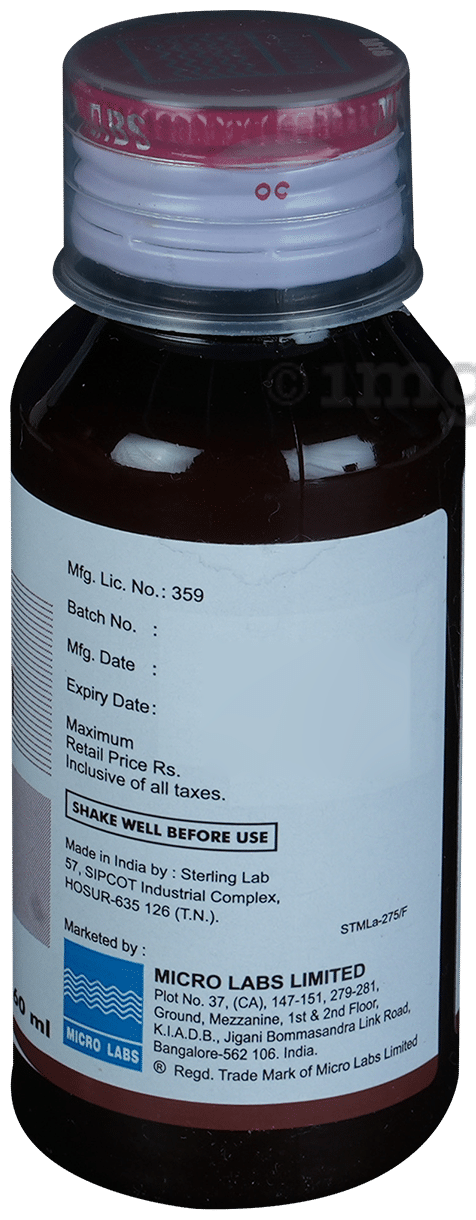 LABS
OC
© 1mg
Mfg. Lic. No.: 359
Batch No. :
Mfg. Date :
Expiry Date:
Maximum
Retail Price Rs.
Inclusive of all taxes.
SHAKE WELL BEFORE USE
Made in India by : Sterling Lab
57, SIPCOT Industrial Complex,
HOSUR-635 126 (T.N.).
STMLa-275/F
Marketed by :
MICRO LABS
MICRO LABS LIMITED
Plot No. 37, (CA), 147-151, 279-281,
Ground, Mezzanine, 1st & 2nd Floor,
K.I.A.D.B., Jigani Bommasandra Link Road,
Bangalore-562 106. India.
® Regd. Trade Mark of Micro Labs Limited
60 ml